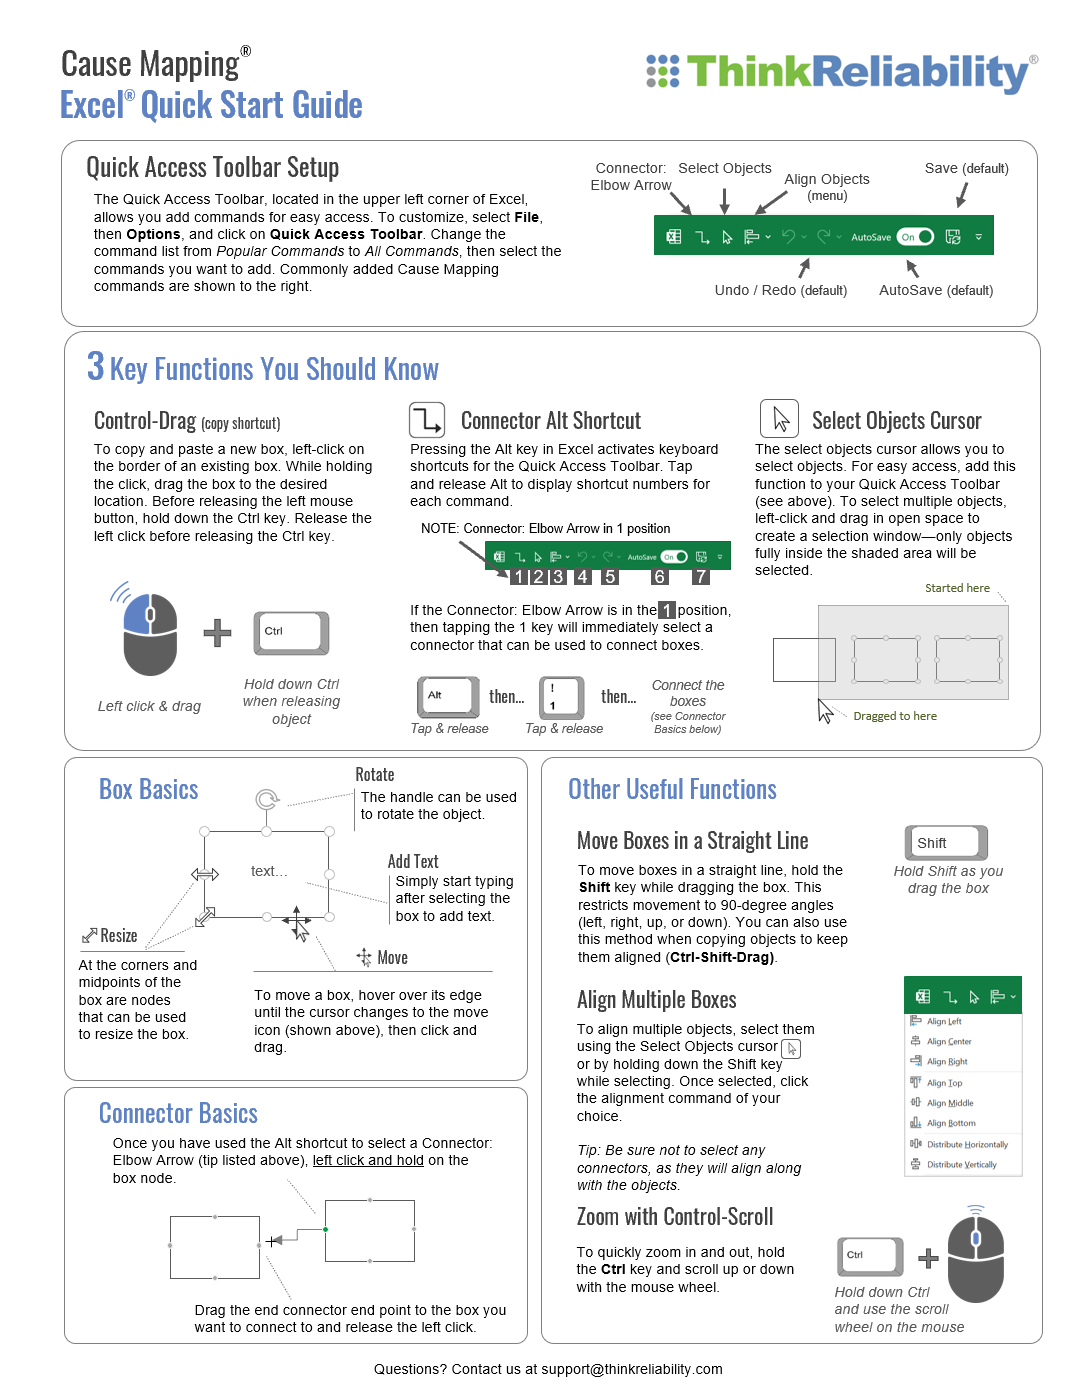 Cause Mapping®
Excel® Quick Start Guide
ThinkReliability®
Quick Access Toolbar Setup
The Quick Access Toolbar, located in the upper left corner of Excel,
allows you add commands for easy access. To customize, select File,
then Options, and click on Quick Access Toolbar. Change the
command list from Popular Commands to All Commands, then select the
commands you want to add. Commonly added Cause Mapping
commands are shown to the right.
Connector:
Elbow Arrow
Select Objects
Align Objects
(menu)
Save (default)
AutoSave
On
Undo / Redo (default)
AutoSave (default)
3 Key Functions You Should Know
Control-Drag (copy shortcut)
To copy and paste a new box, left-click on
the border of an existing box. While holding
the click, drag the box to the desired
location. Before releasing the left mouse
button, hold down the Ctrl key. Release the
left click before releasing the Ctrl key.
Ctrl
Left click & drag
Hold down Ctrl
when releasing
object
Connector Alt Shortcut
Pressing the Alt key in Excel activates keyboard
shortcuts for the Quick Access Toolbar. Tap
and release Alt to display shortcut numbers for
each command.
NOTE: Connector: Elbow Arrow in 1 position
AutoSave
On
1 2 3 4 5 6 7
If the Connector: Elbow Arrow is in the 1 position,
then tapping the 1 key will immediately select a
connector that can be used to connect boxes.
Alt
then...
!
1
then...
Connect the
boxes
(see Connector
Basics below)
Tap & release
Tap & release
Select Objects Cursor
The select objects cursor allows you to
select objects. For easy access, add this
function to your Quick Access Toolbar
(see above). To select multiple objects,
left-click and drag in open space to
create a selection window—only objects
fully inside the shaded area will be
selected.
Started here
Dragged to here
Box Basics
Rotate
The handle can be used
to rotate the object.
text...
Add Text
Simply start typing
after selecting the
box to add text.
Resize
At the corners and
midpoints of the
box are nodes
that can be used
to resize the box.
Move
To move a box, hover over its edge
until the cursor changes to the move
icon (shown above), then click and
drag.
Connector Basics
Once you have used the Alt shortcut to select a Connector:
Elbow Arrow (tip listed above), left click and hold on the
box node.
Drag the end connector end point to the box you
want to connect to and release the left click.
Other Useful Functions
Move Boxes in a Straight Line
To move boxes in a straight line, hold the
Shift key while dragging the box. This
restricts movement to 90-degree angles
(left, right, up, or down). You can also use
this method when copying objects to keep
them aligned (Ctrl-Shift-Drag).
Shift
Hold Shift as you
drag the box
Align Multiple Boxes
To align multiple objects, select them
using the Select Objects cursor
or by holding down the Shift key
while selecting. Once selected, click
the alignment command of your
choice.
Tip: Be sure not to select any
connectors, as they will align along
with the objects.
Align Left
Align Center
Align Right
Align Top
Align Middle
Align Bottom
Distribute Horizontally
Distribute Vertically
Zoom with Control-Scroll
To quickly zoom in and out, hold
the Ctrl key and scroll up or down
with the mouse wheel.
Ctrl
Hold down Ctrl
and use the scroll
wheel on the mouse
Questions? Contact us at support@thinkreliability.com